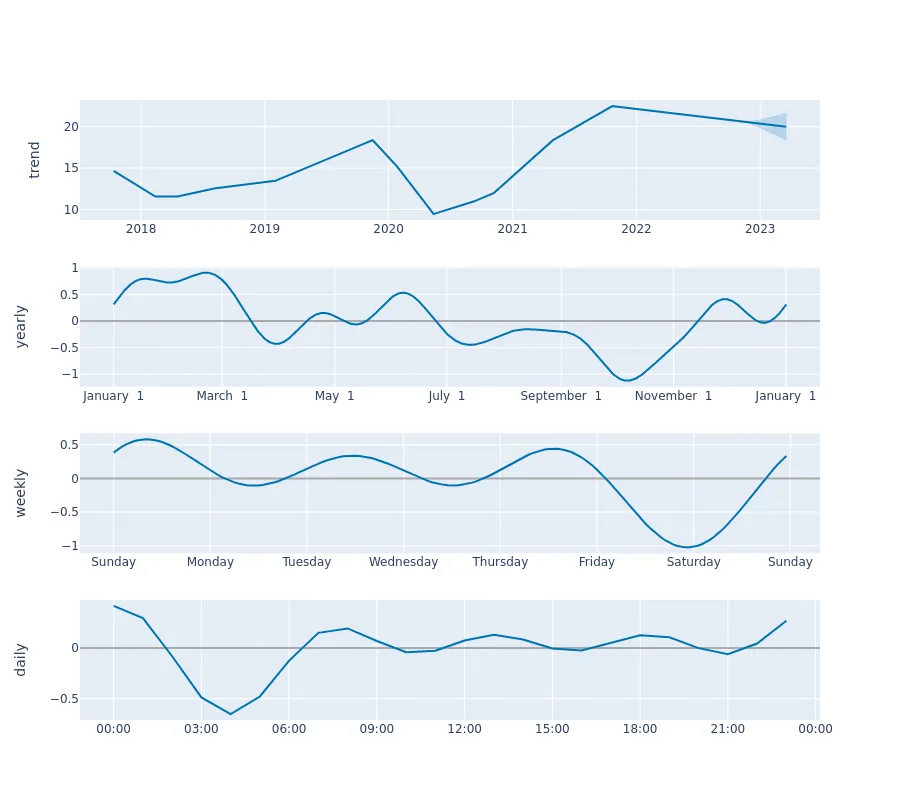 trend
20
15
10
2018 2019 2020 2021 2022 2023
yearly
1
0.5
0
−0.5
−1
January 1 March 1 May 1 July 1 September 1 November 1 January 1
weekly
0.5
0
−0.5
−1
Sunday Monday Tuesday Wednesday Thursday Friday Saturday Sunday
daily
0
−0.5
00:00 03:00 06:00 09:00 12:00 15:00 18:00 21:00 00:00